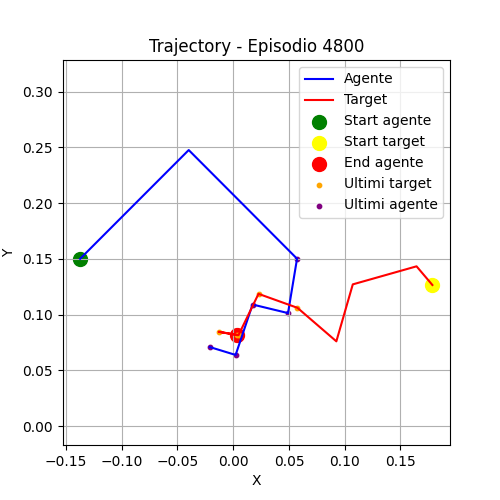 Trajectory - Episodio 4800
Agente
Target
Start agente
Start target
End agente
Ultimi target
Ultimi agente
0.30
0.25
0.20
0.15
0.10
0.05
0.00
Y
−0.15 −0.10 −0.05 0.00 0.05 0.10 0.15
X